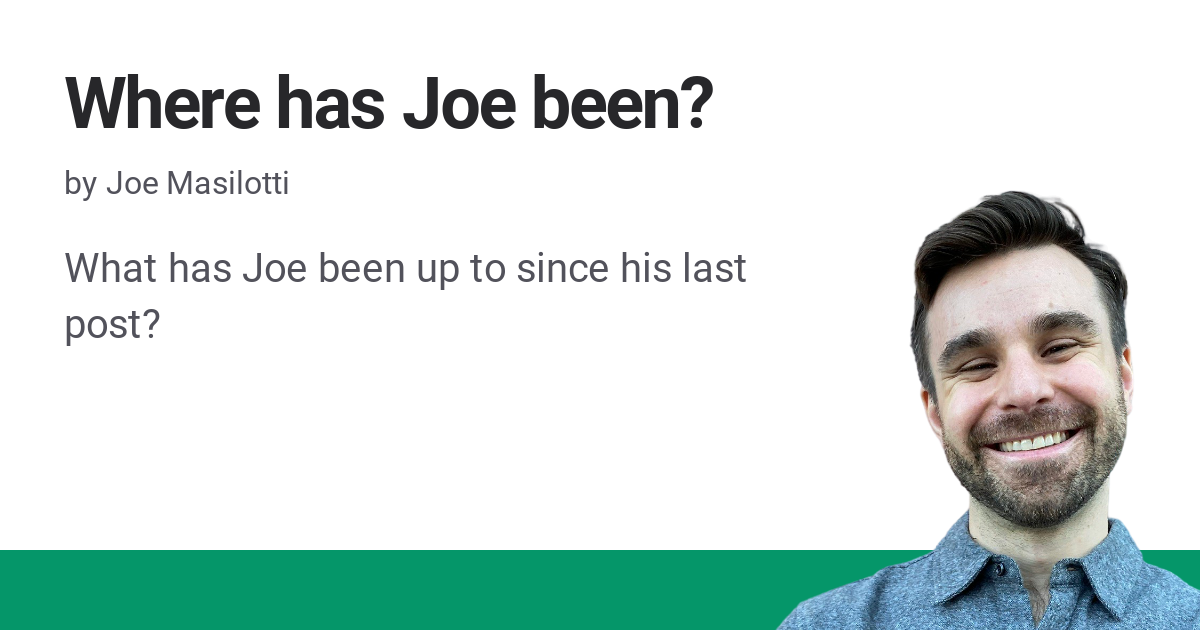 Where has Joe been?
by Joe Masilotti
What has Joe been up to since his last
post?